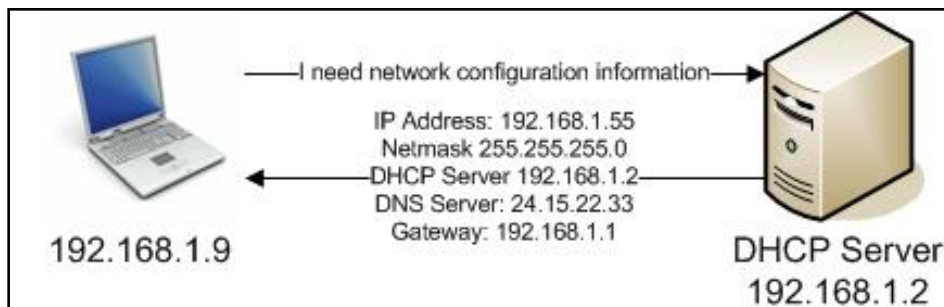 I need network configuration information
IP Address: 192.168.1.55
Netmask 255.255.255.0
DHCP Server 192.168.1.2
DNS Server: 24.15.22.33
Gateway: 192.168.1.1
192.168.1.9
DHCP Server
192.168.1.2